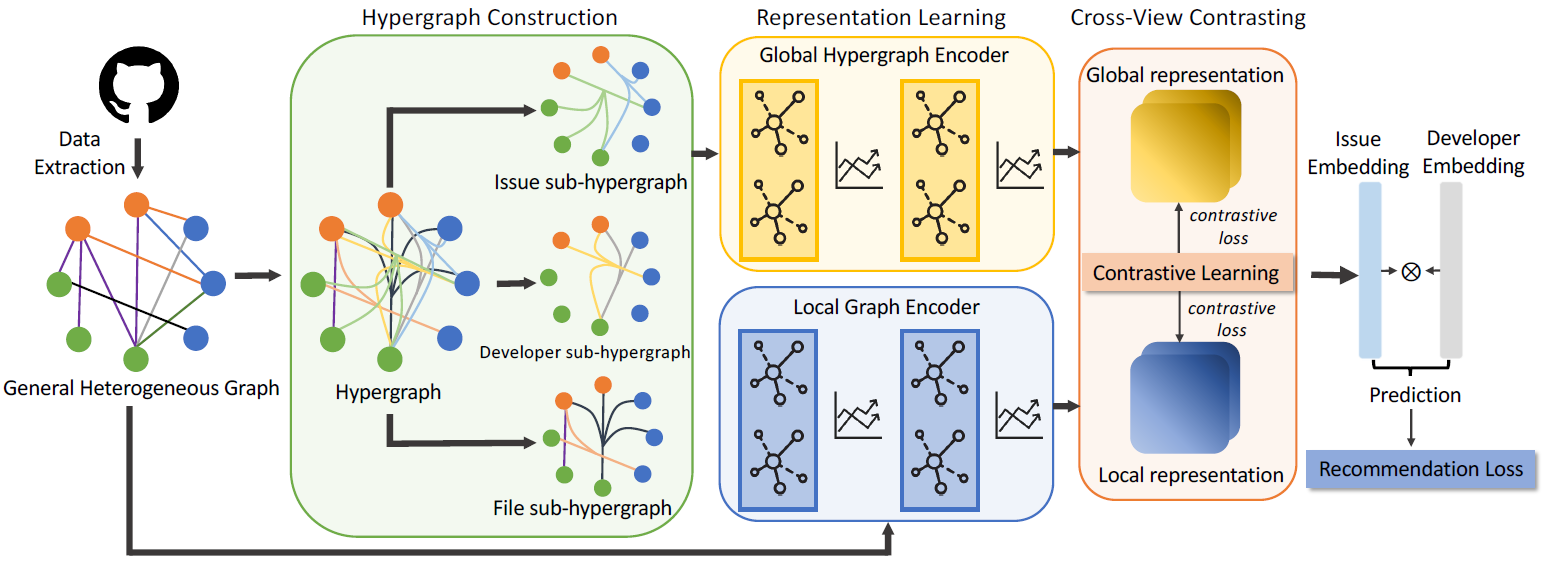 Hypergraph Construction
Representation Learning
Cross-View Contrasting
Data
Extraction
General Heterogeneous Graph
Hypergraph
Issue sub-hypergraph
Developer sub-hypergraph
File sub-hypergraph
Global Hypergraph Encoder
Local Graph Encoder
Global representation
contrastive
loss
Contrastive Learning
contrastive
loss
Local representation
Issue
Embedding
Developer
Embedding
Prediction
Recommendation Loss